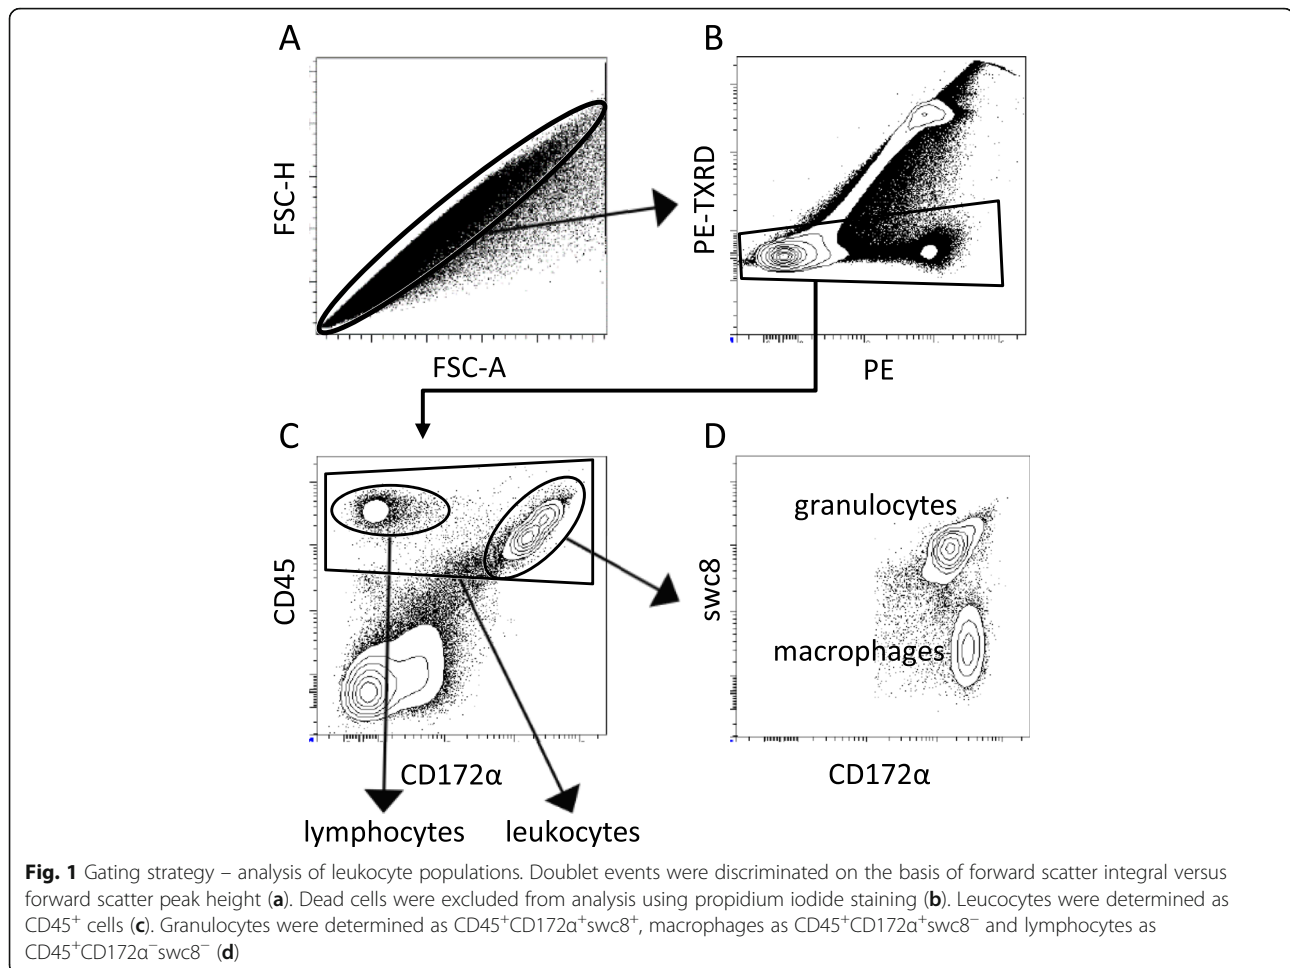 A
B
FSC-H
PE-TXRD
FSC-A
PE
C
D
CD45
swc8
granulocytes
macrophages
CD172α
CD172α
lymphocytes
leukocytes
Fig. 1 Gating strategy – analysis of leukocyte populations. Doublet events were discriminated on the basis of forward scatter integral versus
forward scatter peak height (a). Dead cells were excluded from analysis using propidium iodide staining (b). Leucocytes were determined as
CD45⁺ cells (c). Granulocytes were determined as CD45⁺CD172α⁺swc8⁺, macrophages as CD45⁺CD172α⁺swc8⁻ and lymphocytes as
CD45⁺CD172α⁻swc8⁻ (d)